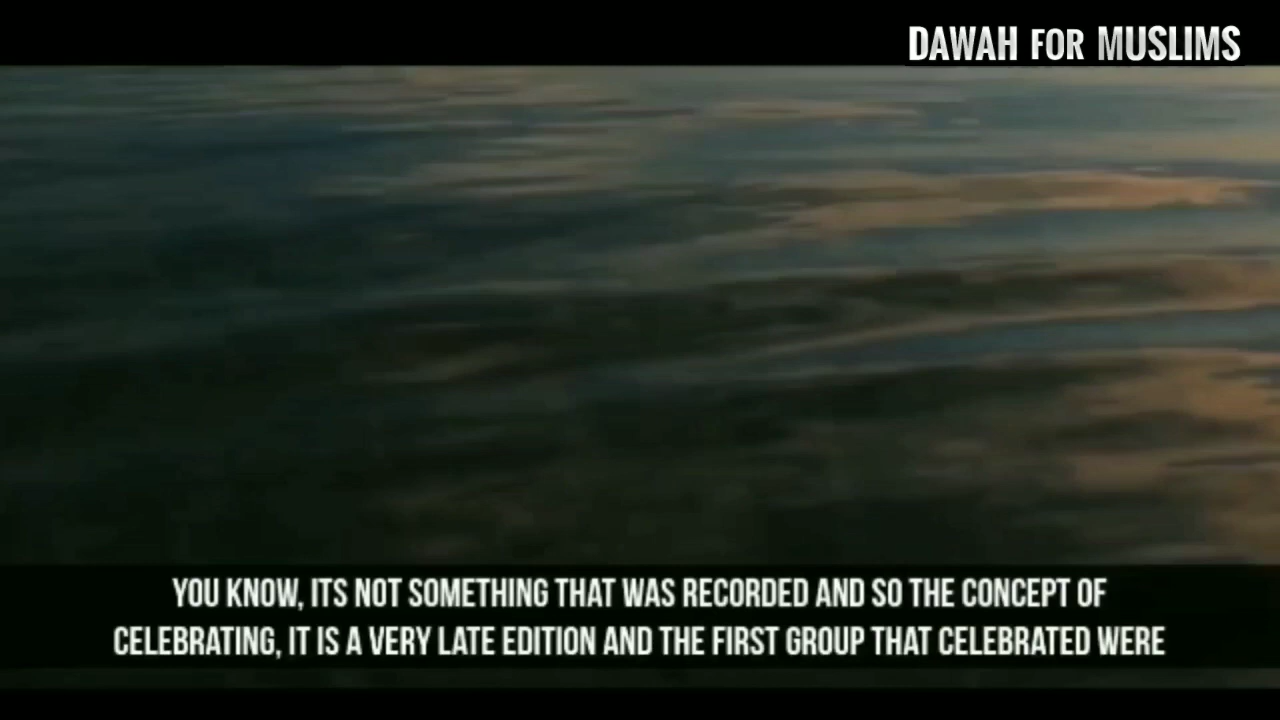 DAWAH FOR MUSLIMS
YOU KNOW, ITS NOT SOMETHING THAT WAS RECORDED AND SO THE CONCEPT OF
CELEBRATING, IT IS A VERY LATE EDITION AND THE FIRST GROUP THAT CELEBRATED WERE